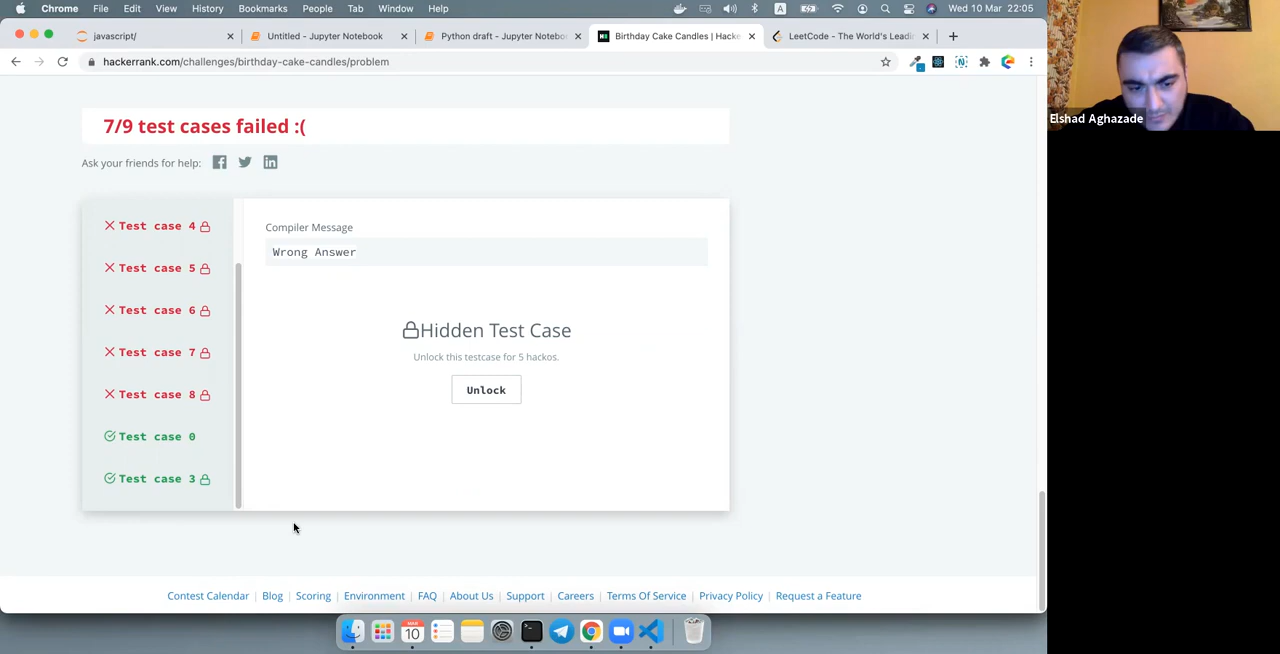 Chrome File Edit View History Bookmarks People Tab Window Help A Wed 10 Mar 22:05
javascript/ Untitled - Jupyter Notebook Python draft - Jupyter Noteboo Birthday Cake Candles | Hacke LeetCode - The World's Leadin
hackerrank.com/challenges/birthday-cake-candles/problem
Elshad Aghazade
7/9 test cases failed :(
Ask your friends for help:
Test case 4
Test case 5
Test case 6
Test case 7
Test case 8
Test case 0
Test case 3
Compiler Message
Wrong Answer
Hidden Test Case
Unlock this testcase for 5 hackos.
Unlock
Contest Calendar | Blog | Scoring | Environment | FAQ | About Us | Support | Careers | Terms Of Service | Privacy Policy | Request a Feature
MAR
10